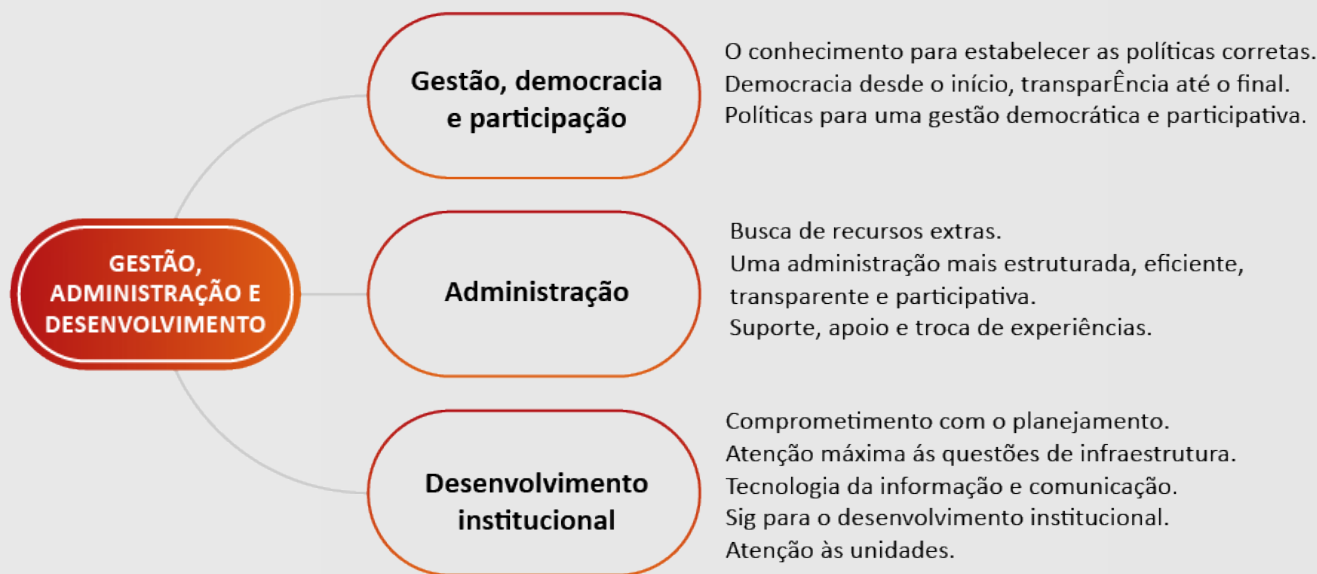 GESTÃO,
ADMINISTRAÇÃO E
DESENVOLVIMENTO
Gestão, democracia
e participação
O conhecimento para estabelecer as políticas corretas.
Democracia desde o início, transparÊncia até o final.
Políticas para uma gestão democrática e participativa.
Administração
Busca de recursos extras.
Uma administração mais estruturada, eficiente,
transparente e participativa.
Suporte, apoio e troca de experiências.
Desenvolvimento
institucional
Comprometimento com o planejamento.
Atenção máxima ás questões de infraestrutura.
Tecnologia da informação e comunicação.
Sig para o desenvolvimento institucional.
Atenção às unidades.